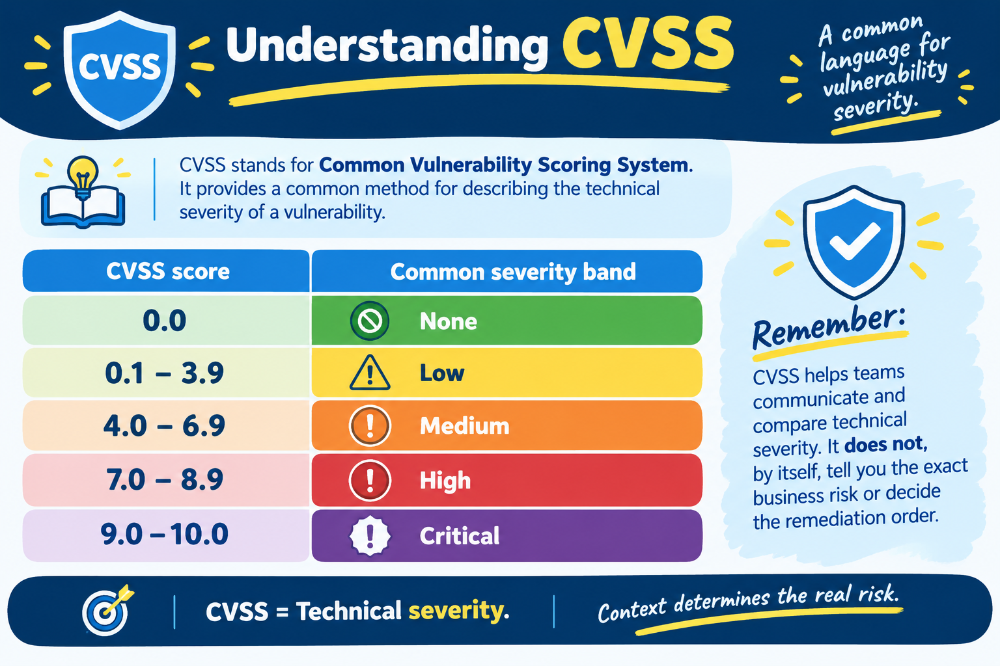 CVSS
Understanding CVSS
A common
language for
vulnerability
severity.
CVSS stands for Common Vulnerability Scoring System.
It provides a common method for describing the technical
severity of a vulnerability.
CVSS score
Common severity band
0.0
None
0.1 – 3.9
Low
4.0 – 6.9
Medium
7.0 – 8.9
High
9.0 – 10.0
Critical
Remember:
CVSS helps teams
communicate and
compare technical
severity. It does not,
by itself, tell you the exact
business risk or decide
the remediation order.
CVSS = Technical severity.
Context determines the real risk.